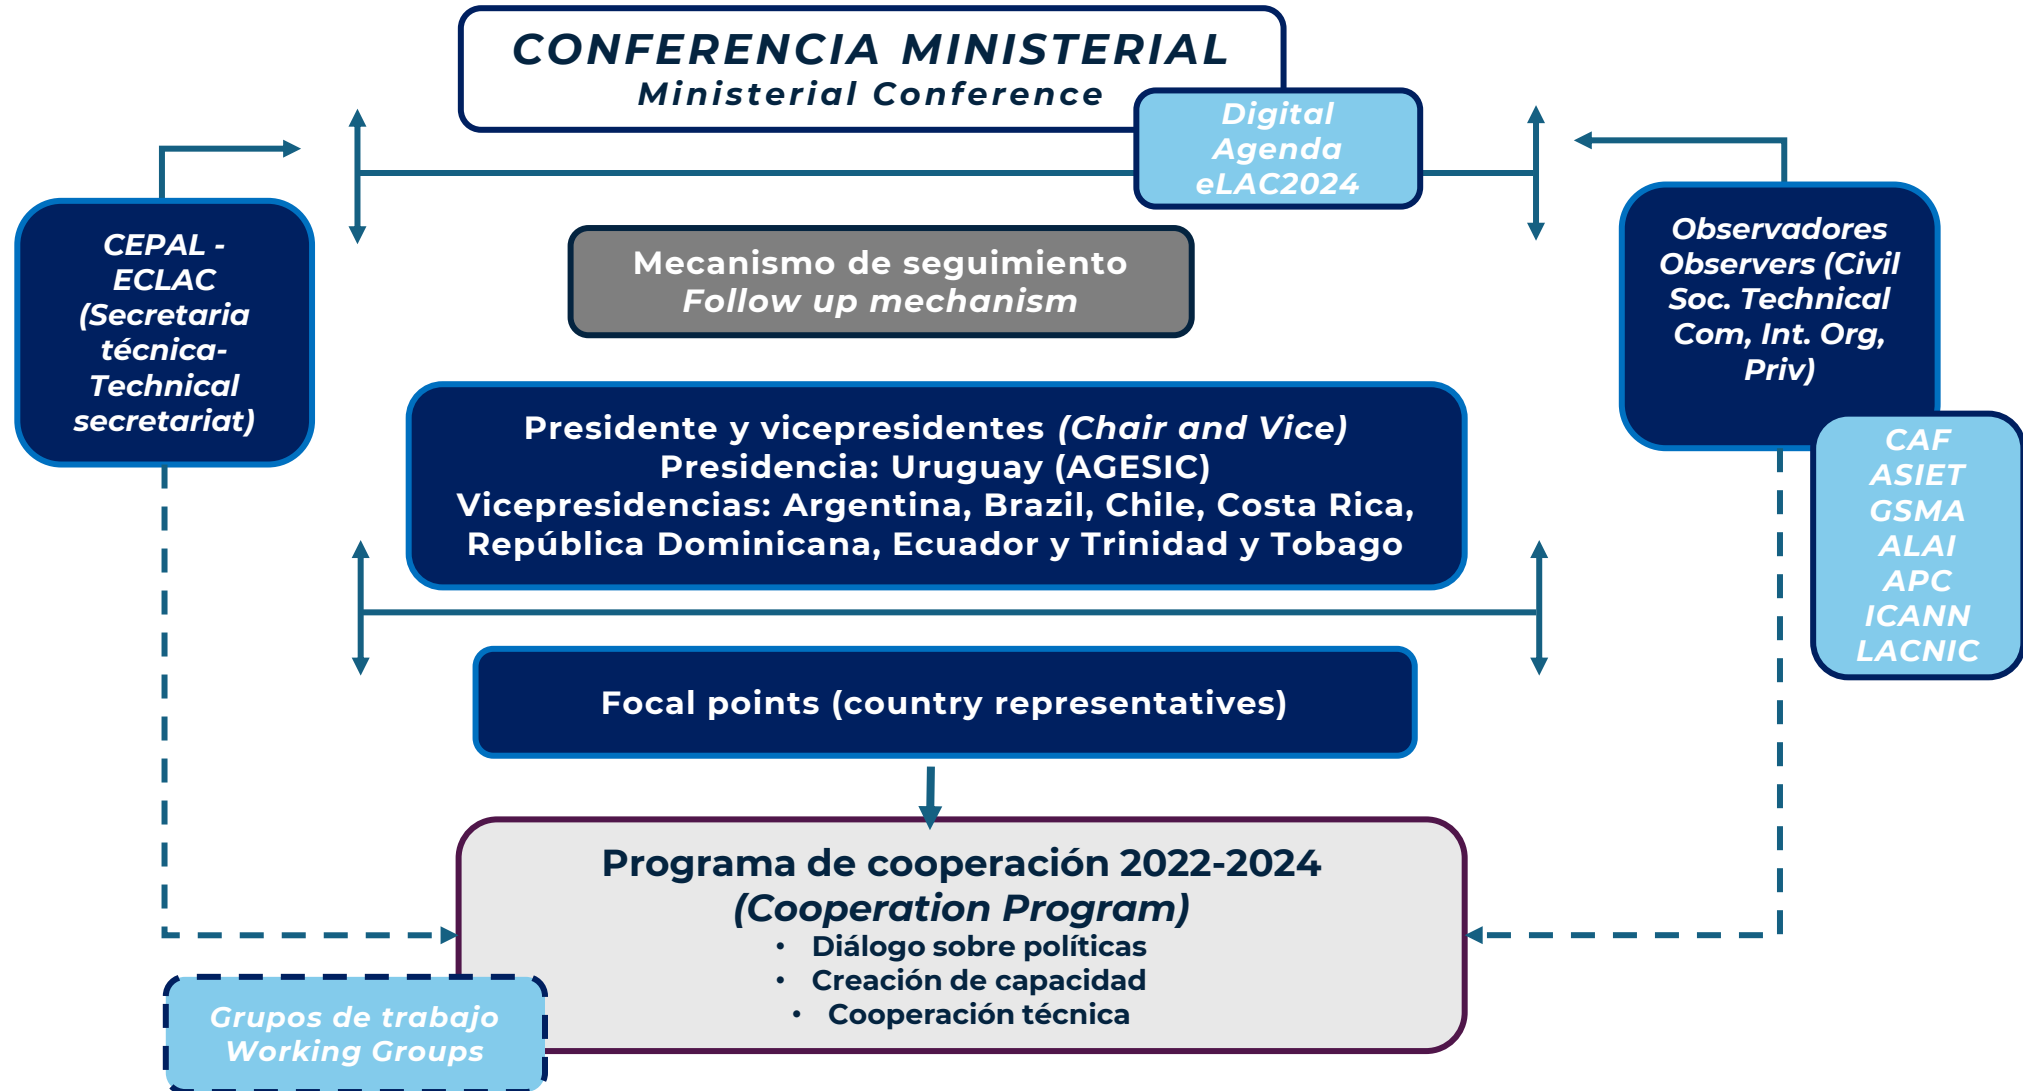 CONFERENCIA MINISTERIAL
Ministerial Conference
Digital
Agenda
eLAC2024
CEPAL -
ECLAC
(Secretaria
técnica-
Technical
secretariat)
Mecanismo de seguimiento
Follow up mechanism
Observadores
Observers (Civil
Soc. Technical
Com, Int. Org,
Priv)
CAF
ASIET
GSMA
ALAI
APC
ICANN
LACNIC
Presidente y vicepresidentes (Chair and Vice)
Presidencia: Uruguay (AGESIC)
Vicepresidencias: Argentina, Brazil, Chile, Costa Rica,
República Dominicana, Ecuador y Trinidad y Tobago
Focal points (country representatives)
Programa de cooperación 2022-2024
(Cooperation Program)
• Diálogo sobre políticas
• Creación de capacidad
• Cooperación técnica
Grupos de trabajo
Working Groups